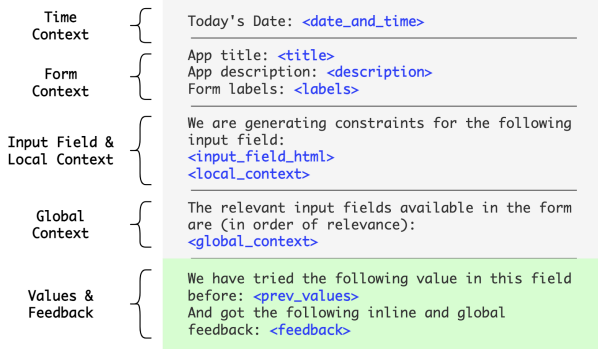 Time
Context
Today's Date: <date_and_time>
Form
Context
App title: <title>
App description: <description>
Form labels: <labels>
Input Field &
Local Context
We are generating constraints for the following
input field:
<input_field_html>
<local_context>
Global
Context
The relevant input fields available in the form
are (in order of relevance):
<global_context>
Values &
Feedback
We have tried the following value in this field
before: <prev_values>
And got the following inline and global
feedback: <feedback>